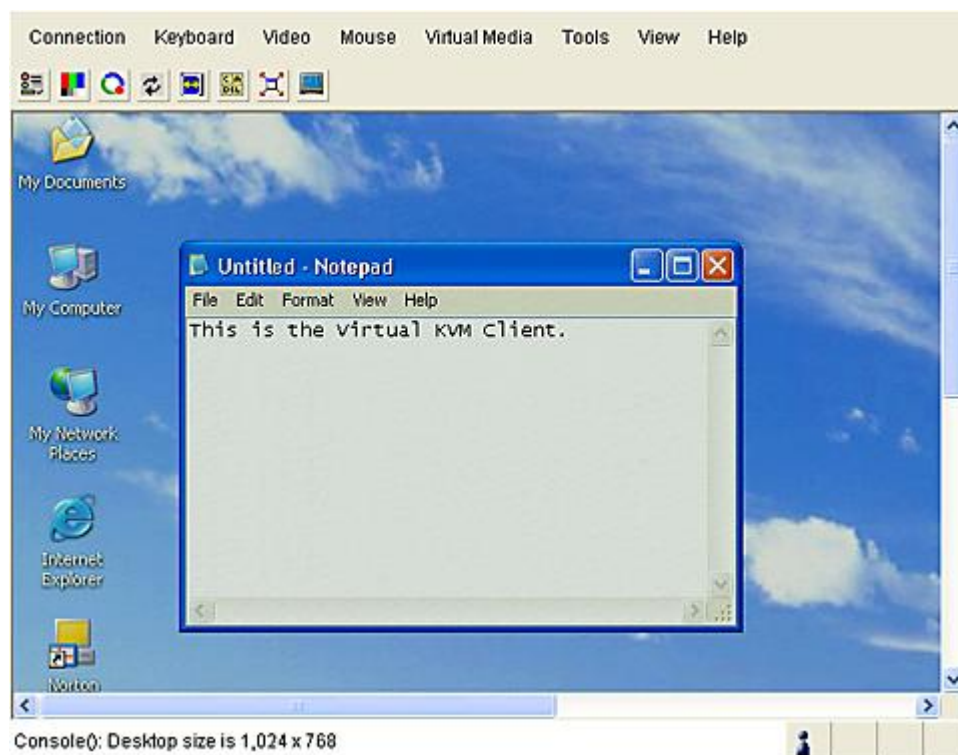 Connection Keyboard Video Mouse Virtual Media Tools View Help
My Documents
Untitled - Notepad
My Computer
File Edit Format View Help
This is the Virtual KVM Client.
My Network
Places
Internet
Explorer
Norton
Console(): Desktop size is 1,024 x 768